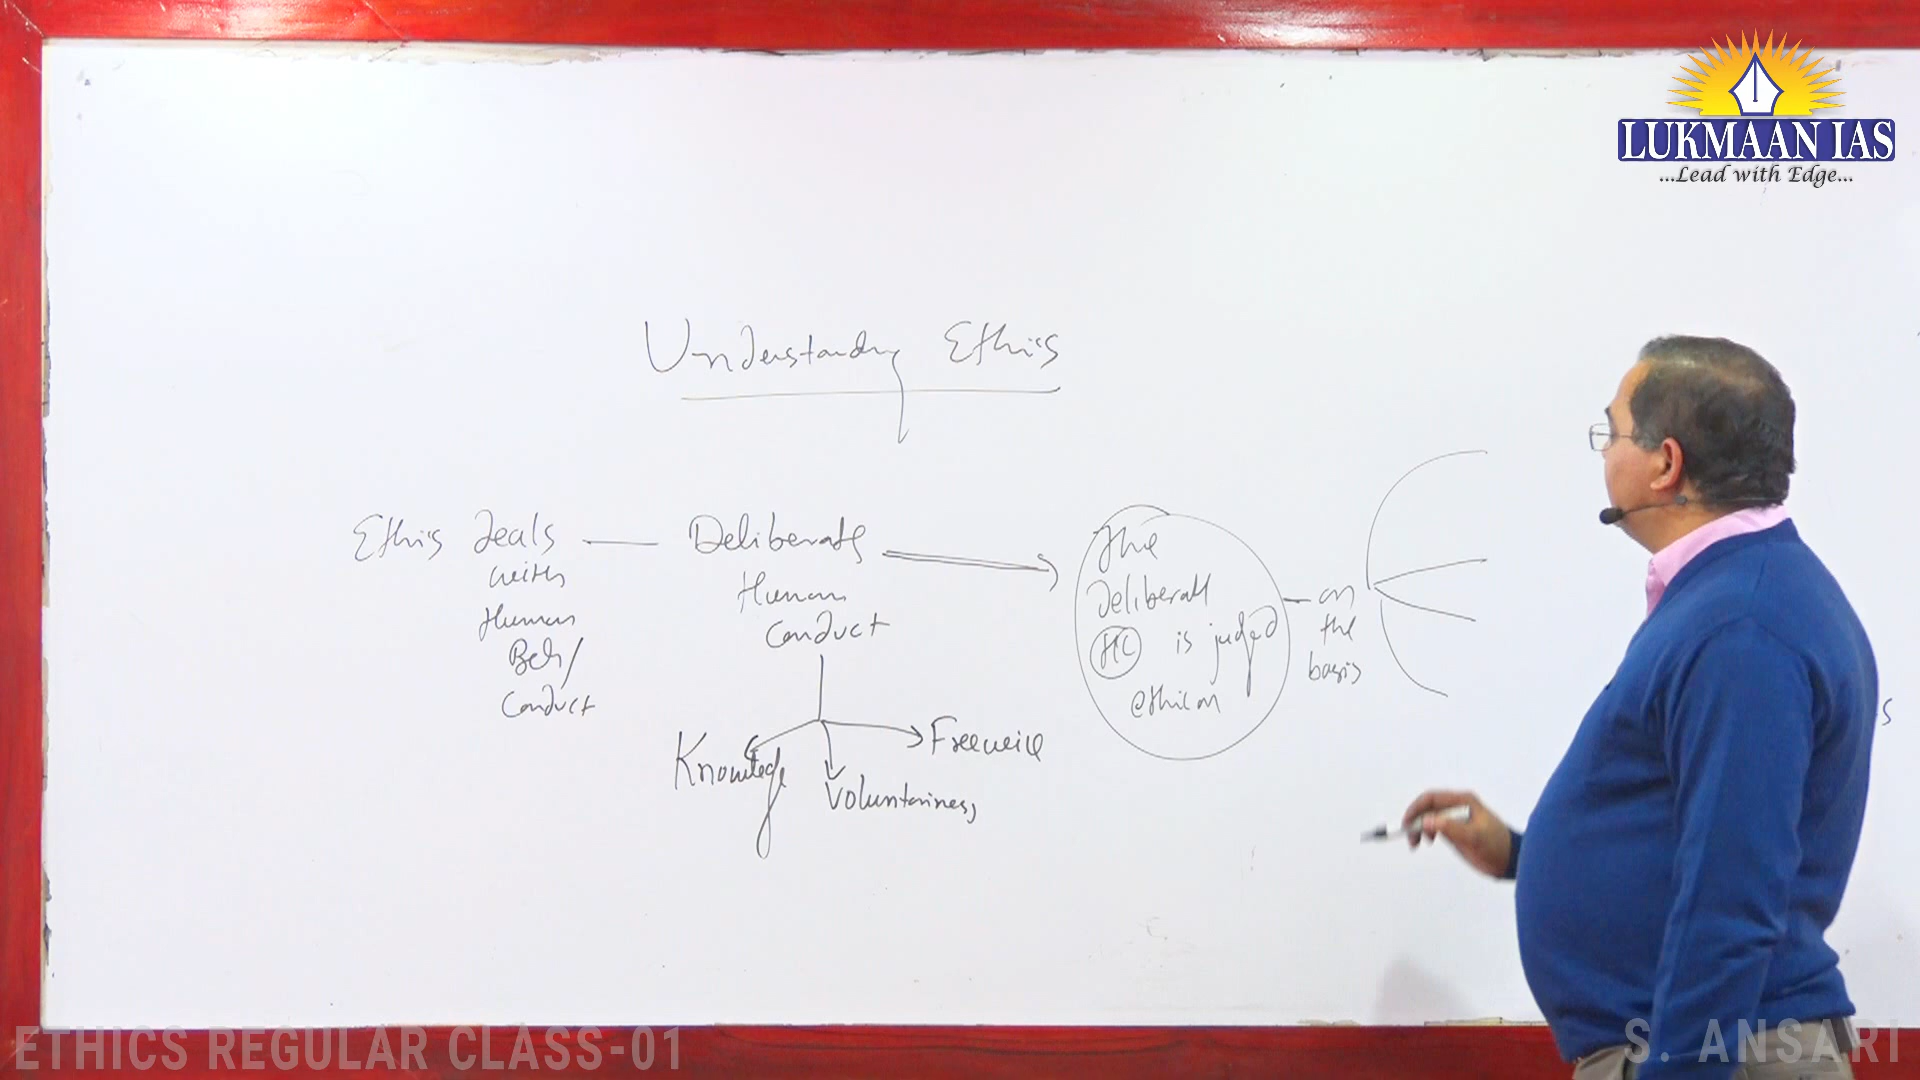 LUKMAAN IAS
...Lead with Edge...
Understanding Ethics
Ethics deals
with
Human
Beh/
Conduct
Deliberate
Human
Conduct
Knowledge
Voluntariness
Freewill
The
deliberate
HC is judged
ethical on
on
the
basis
s
ETHICS REGULAR CLASS-01
S. ANSARI